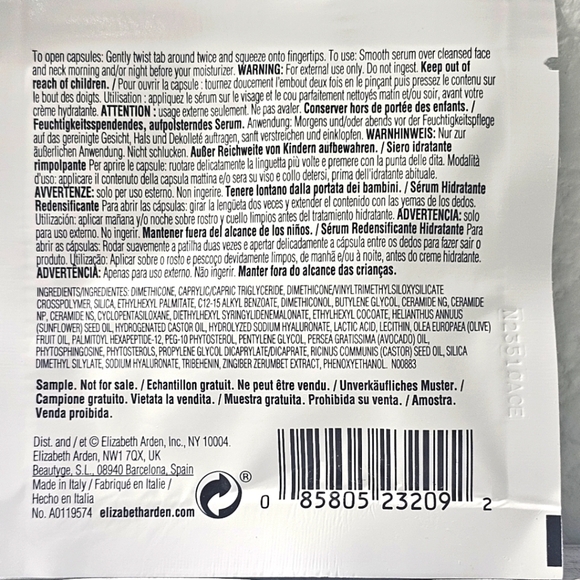 To open capsules: Gently twist tab around twice and squeeze onto fingertips. To use: Smooth serum over cleansed face
and neck morning and/or night before your moisturizer. WARNING: For external use only. Do not ingest. Keep out of
reach of children. / Pour ouvrir la capsule : tournez doucement l'embout deux fois en le pinçant puis pressez le contenu sur
le bout des doigts. Utilisation : appliquez le sérum sur le visage et le cou parfaitement nettoyés matin et/ou soir, avant votre
crème hydratante. ATTENTION : usage externe seulement. Ne pas avaler. Conserver hors de portée des enfants. /
Feuchtigkeitsspendendes, aufpolsterndes Serum. Anwendung: Morgens und/oder abends vor der Feuchtigkeitspflege
auf das gereinigte Gesicht, Hals und Dekolleté auftragen, sanft verstreichen und einklopfen. WARNHINWEIS: Nur zur
äußerlichen Anwendung. Nicht schlucken. Außer Reichweite von Kindern aufbewahren. / Siero idratante
rimpolpante Per aprire le capsule: ruotare delicatamente la linguetta più volte e premere con la punta delle dita. Modalità
d'uso: applicare il contenuto della capsula mattina e/o sera su viso e collo detersi, prima dell'idratante abituale.
AVVERTENZE: solo per uso esterno. Non ingerire. Tenere lontano dalla portata dei bambini. / Sérum Hidratante
Redensificante Para abrir las cápsulas: girar la lengüeta dos veces y extender el contenido con las yemas de los dedos.
Utilización: aplicar mañana y/o noche sobre rostro y cuello limpios antes del tratamiento hidratante. ADVERTENCIA: solo
para uso externo. No ingerir. Mantener fuera del alcance de los niños. / Sérum Redensificante Hidratante Para
abrir as cápsulas: Rodar suavemente a patilha duas vezes e apertar delicadamente a cápsula entre os dedos para fazer sair o
produto. Utilização: Aplicar sobre o rosto e pescoço devidamente limpos, de manhã e/ou à noite, antes do creme hidratante.
ADVERTÊNCIA: Apenas para uso externo. Não ingerir. Manter fora do alcance das crianças.
INGREDIENTS/INGREDIENTES: DIMETHICONE, CAPRYLIC/CAPRIC TRIGLYCERIDE, DIMETHICONE/VINYLTRIMETHYLSILOXYSILICATE
CROSSPOLYMER, SILICA, ETHYLHEXYL PALMITATE, C12-15 ALKYL BENZOATE, DIMETHICONOL, BUTYLENE GLYCOL, CERAMIDE NG, CERAMIDE
NP, CERAMIDE NS, CYCLOPENTASILOXANE, DIETHYLHEXYL SYRINGYLIDENEMALONATE, ETHYLHEXYL COCOATE, HELIANTHUS ANNUUS
(SUNFLOWER) SEED OIL, HYDROGENATED CASTOR OIL, HYDROLYZED SODIUM HYALURONATE, LACTIC ACID, LECITHIN, OLEA EUROPAEA (OLIVE)
FRUIT OIL, PALMITOYL HEXAPEPTIDE-12, PEG-10 PHYTOSTEROL, PENTYLENE GLYCOL, PERSEA GRATISSIMA (AVOCADO) OIL,
PHYTOSPHINGOSINE, PHYTOSTEROLS, PROPYLENE GLYCOL DICAPRYLATE/DICAPRATE, RICINUS COMMUNIS (CASTOR) SEED OIL, SILICA
DIMETHYL SILYLATE, SODIUM HYALURONATE, TRIBEHENIN, ZINGIBER ZERUMBET EXTRACT, PHENOXYETHANOL. N00883
Sample. Not for sale. / Echantillon gratuit. Ne peut être vendu. / Unverkäufliches Muster. /
Campione gratuito. Vietata la vendita. / Muestra gratuita. Prohibida su venta. / Amostra.
Venda proibida.
Dist. and / et © Elizabeth Arden, Inc., NY 10004.
Elizabeth Arden, NW1 7QX, UK
Beautyge, S.L., 08940 Barcelona, Spain
Made in Italy / Fabriqué en Italie /
Hecho en Italia
No. A0119574 elizabetharden.com
®
0 85805 23209 2